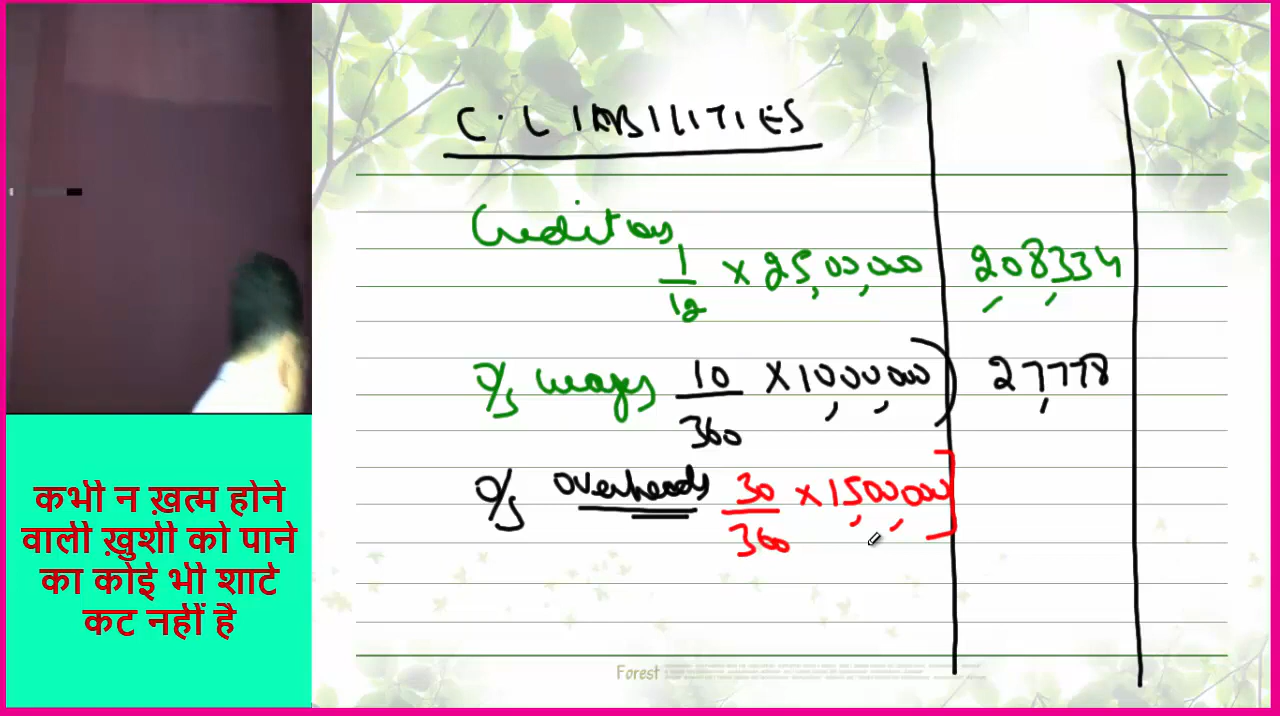 C. LIABILITIES
Creditors
1/12 × 25,00,000 208334
O/s wages 10/360 × 10,00,000) 27778
O/s overheads 30/360 × 15,00,000]
कभी न ख़त्म होने
वाली ख़ुशी को पाने
का कोई भी शार्ट
कट नहीं है
Forest